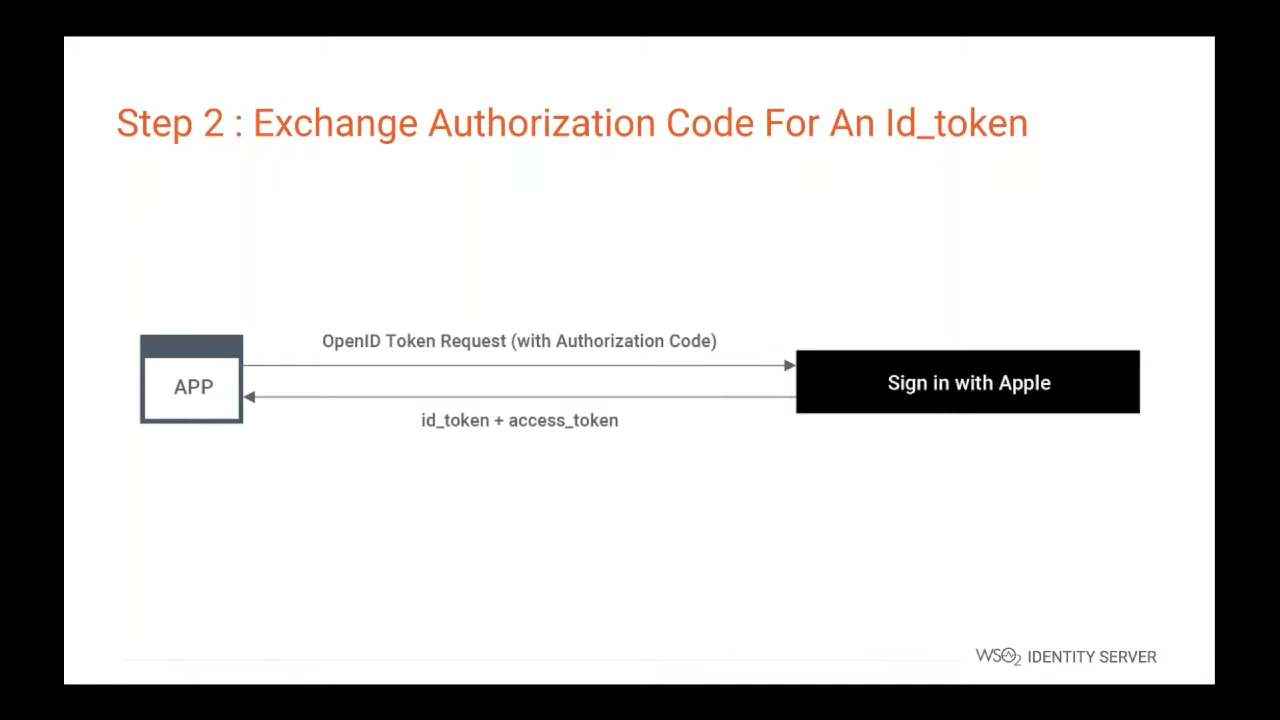 Step 2 : Exchange Authorization Code For An Id_token
OpenID Token Request (with Authorization Code)
APP
Sign in with Apple
id_token + access_token
WSO2 IDENTITY SERVER